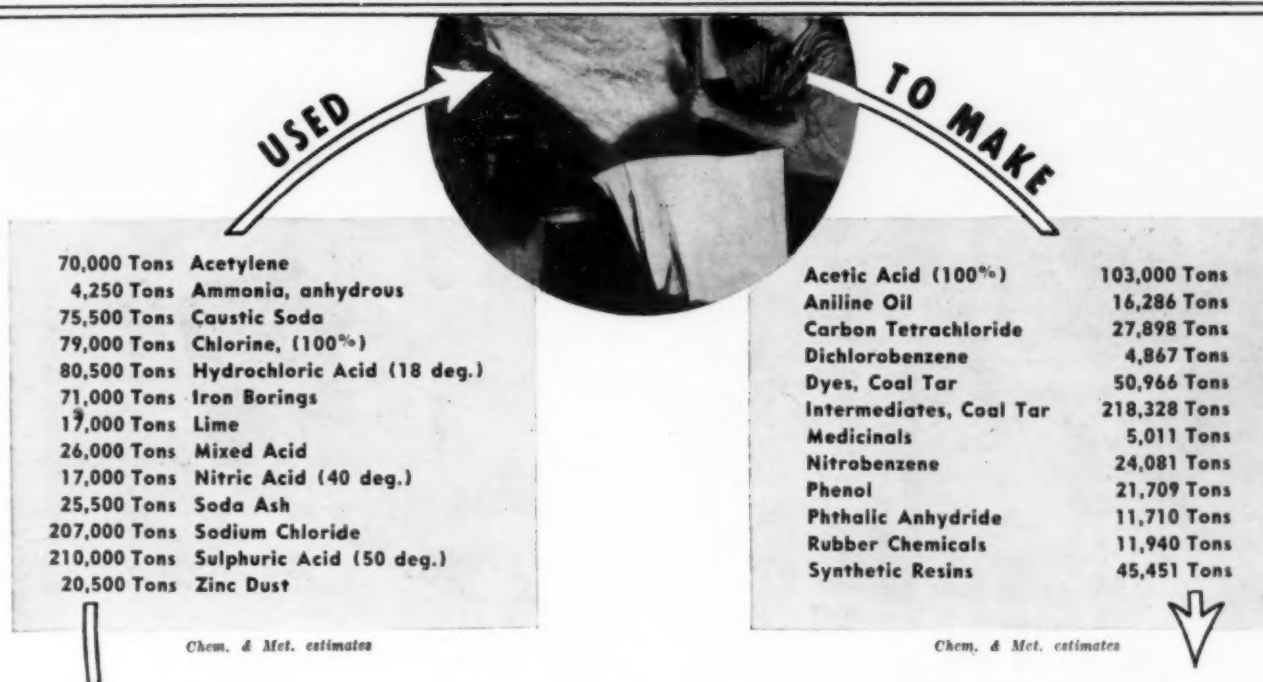 USED
TO MAKE
70,000 Tons Acetylene
4,250 Tons Ammonia, anhydrous
75,500 Tons Caustic Soda
79,000 Tons Chlorine, (100%)
80,500 Tons Hydrochloric Acid (18 deg.)
71,000 Tons Iron Borings
17,000 Tons Lime
26,000 Tons Mixed Acid
17,000 Tons Nitric Acid (40 deg.)
25,500 Tons Soda Ash
207,000 Tons Sodium Chloride
210,000 Tons Sulphuric Acid (50 deg.)
20,500 Tons Zinc Dust
Chem. & Met. estimates
Acetic Acid (100%) 103,000 Tons
Aniline Oil 16,286 Tons
Carbon Tetrachloride 27,898 Tons
Dichlorobenzene 4,867 Tons
Dyes, Coal Tar 50,966 Tons
Intermediates, Coal Tar 218,328 Tons
Medicinals 5,011 Tons
Nitrobenzene 24,081 Tons
Phenol 21,709 Tons
Phthalic Anhydride 11,710 Tons
Rubber Chemicals 11,940 Tons
Synthetic Resins 45,451 Tons
Chem. & Met. estimates